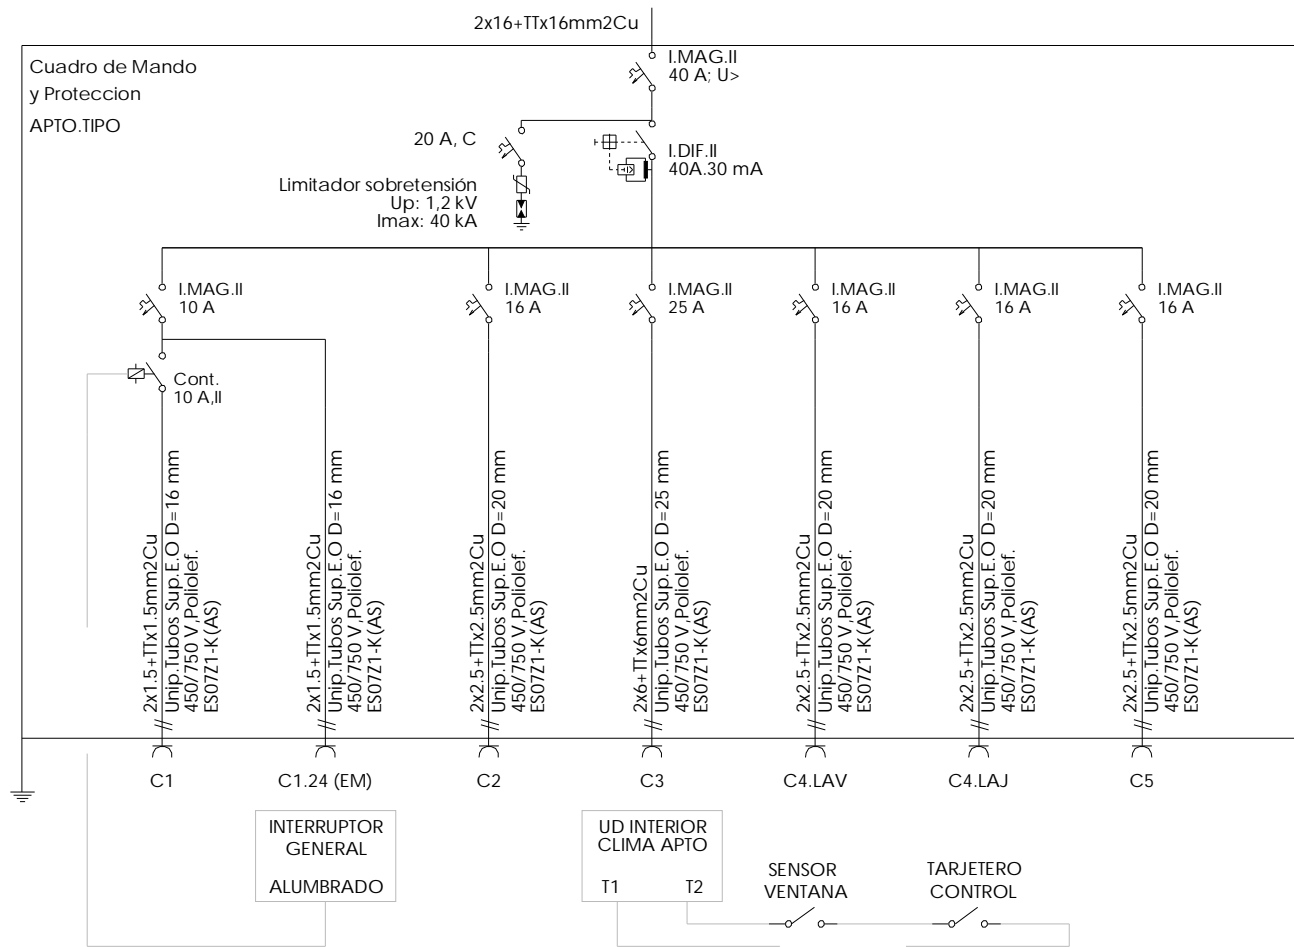 2x16+TTx16mm2Cu
Cuadro de Mando
y Proteccion
APTO.TIPO
I.MAG.II
40 A; U>
20 A, C
I.DIF.II
40A.30 mA
Limitador sobretensión
Up: 1,2 kV
Imax: 40 kA
I.MAG.II
10 A
I.MAG.II
16 A
I.MAG.II
25 A
I.MAG.II
16 A
I.MAG.II
16 A
I.MAG.II
16 A
Cont.
10 A,II
2x1.5+TTx1.5mm2Cu
Unip.Tubos Sup.E.O D=16 mm
450/750 V,Poliolef.
ES07Z1-K(AS)
2x1.5+TTx1.5mm2Cu
Unip.Tubos Sup.E.O D=16 mm
450/750 V,Poliolef.
ES07Z1-K(AS)
2x2.5+TTx2.5mm2Cu
Unip.Tubos Sup.E.O D=20 mm
450/750 V,Poliolef.
ES07Z1-K(AS)
2x6+TTx6mm2Cu
Unip.Tubos Sup.E.O D=25 mm
450/750 V,Poliolef.
ES07Z1-K(AS)
2x2.5+TTx2.5mm2Cu
Unip.Tubos Sup.E.O D=20 mm
450/750 V,Poliolef.
ES07Z1-K(AS)
2x2.5+TTx2.5mm2Cu
Unip.Tubos Sup.E.O D=20 mm
450/750 V,Poliolef.
ES07Z1-K(AS)
2x2.5+TTx2.5mm2Cu
Unip.Tubos Sup.E.O D=20 mm
450/750 V,Poliolef.
ES07Z1-K(AS)
C1
C1.24 (EM)
C2
C3
C4.LAV
C4.LAJ
C5
INTERRUPTOR
GENERAL
ALUMBRADO
UD INTERIOR
CLIMA APTO
T1
T2
SENSOR
VENTANA
TARJETERO
CONTROL